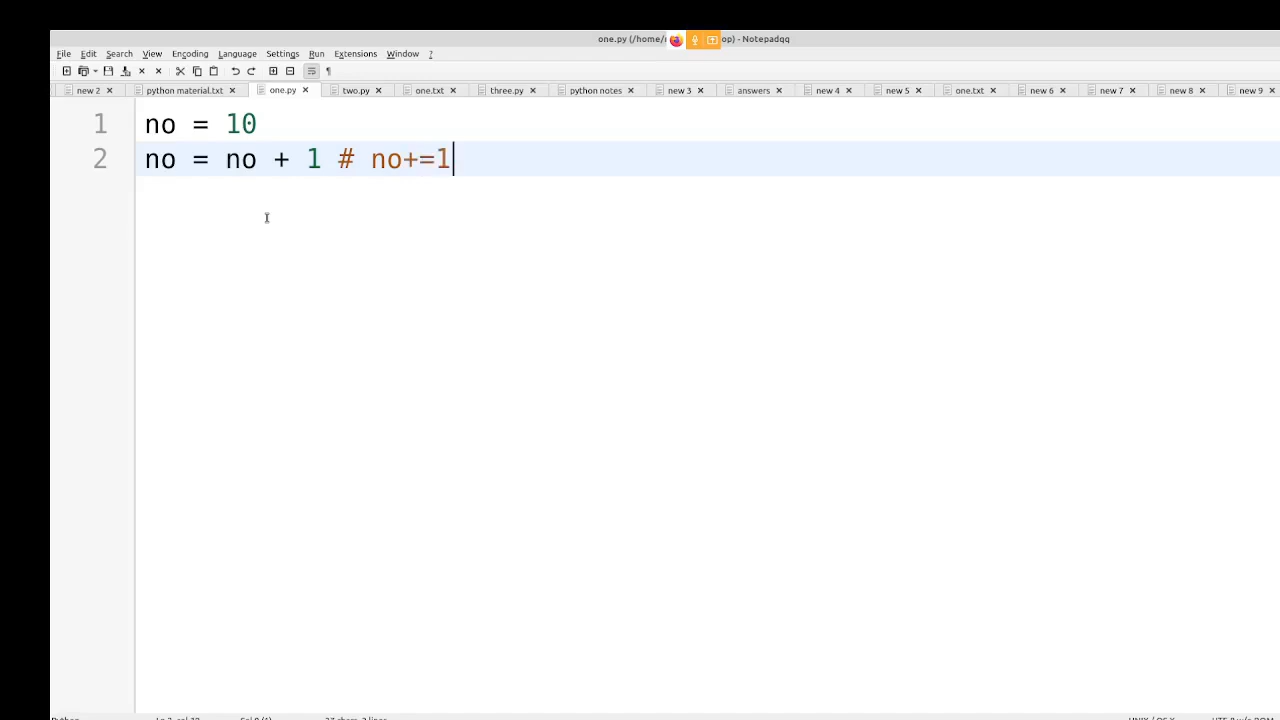 one.py (/home/ op) - Notepadqq
File Edit Search View Encoding Language Settings Run Extensions Window ?
new 2 python material.txt one.py two.py one.txt three.py python notes new 3 answers new 4 new 5 one.txt new 6 new 7 new 8 new 9
1 no = 10
2 no = no + 1 # no+=1